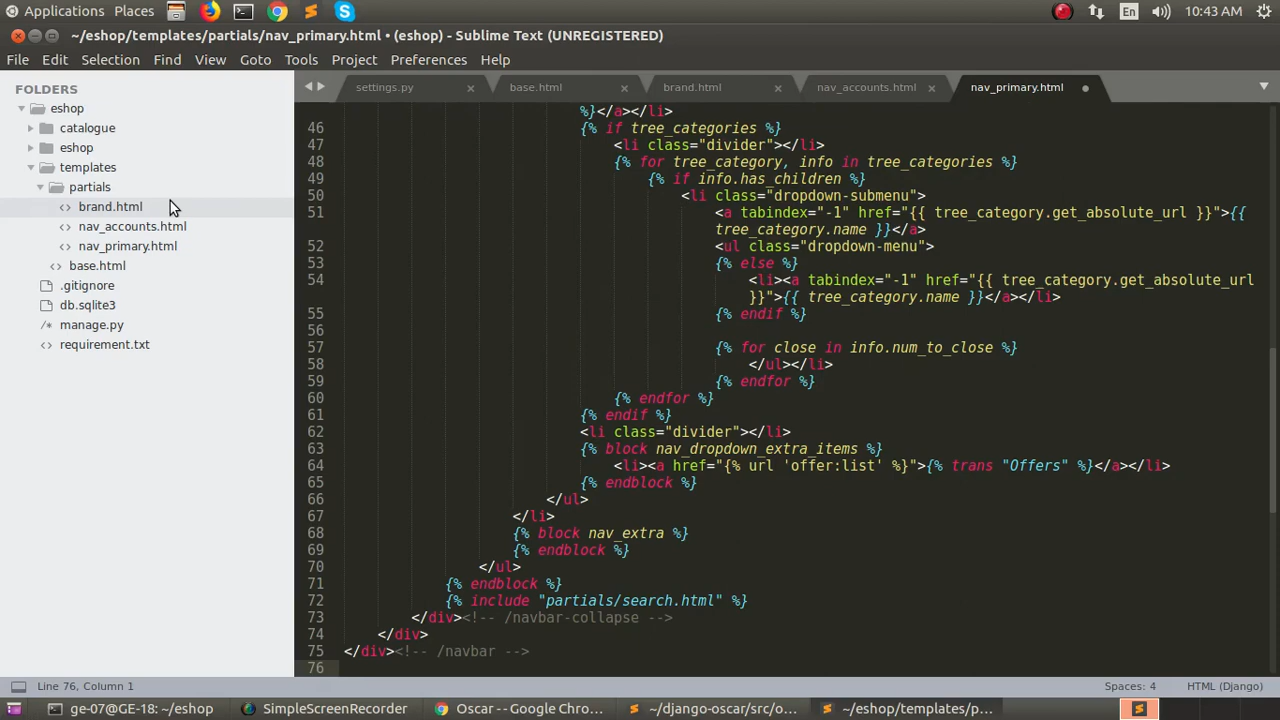 Applications Places En 10:43 AM
~/eshop/templates/partials/nav_primary.html • (eshop) - Sublime Text (UNREGISTERED)
File Edit Selection Find View Goto Tools Project Preferences Help
FOLDERS
eshop
catalogue
eshop
templates
partials
brand.html
nav_accounts.html
nav_primary.html
base.html
.gitignore
db.sqlite3
/* manage.py
requirement.txt
settings.py × base.html × brand.html × nav_accounts.html × nav_primary.html
%}</a></li>
46 {% if tree_categories %}
47 <li class="divider"></li>
48 {% for tree_category, info in tree_categories %}
49 {% if info.has_children %}
50 <li class="dropdown-submenu">
51 <a tabindex="-1" href="{{ tree_category.get_absolute_url }}">{{
tree_category.name }}</a>
52 <ul class="dropdown-menu">
53 {% else %}
54 <li><a tabindex="-1" href="{{ tree_category.get_absolute_url
}}">{{ tree_category.name }}</a></li>
55 {% endif %}
56
57 {% for close in info.num_to_close %}
58 </ul></li>
59 {% endfor %}
60 {% endfor %}
61 {% endif %}
62 <li class="divider"></li>
63 {% block nav_dropdown_extra_items %}
64 <li><a href="{% url 'offer:list' %}">{% trans "Offers" %}</a></li>
65 {% endblock %}
66 </ul>
67 </li>
68 {% block nav_extra %}
69 {% endblock %}
70 </ul>
71 {% endblock %}
72 {% include "partials/search.html" %}
73 </div><!-- /navbar-collapse -->
74 </div>
75 </div><!-- /navbar -->
76
Line 76, Column 1 Spaces: 4 HTML (Django)
ge-07@GE-18: ~/eshop SimpleScreenRecorder Oscar -- Google Chro... ~/django-oscar/src/o... ~/eshop/templates/p...